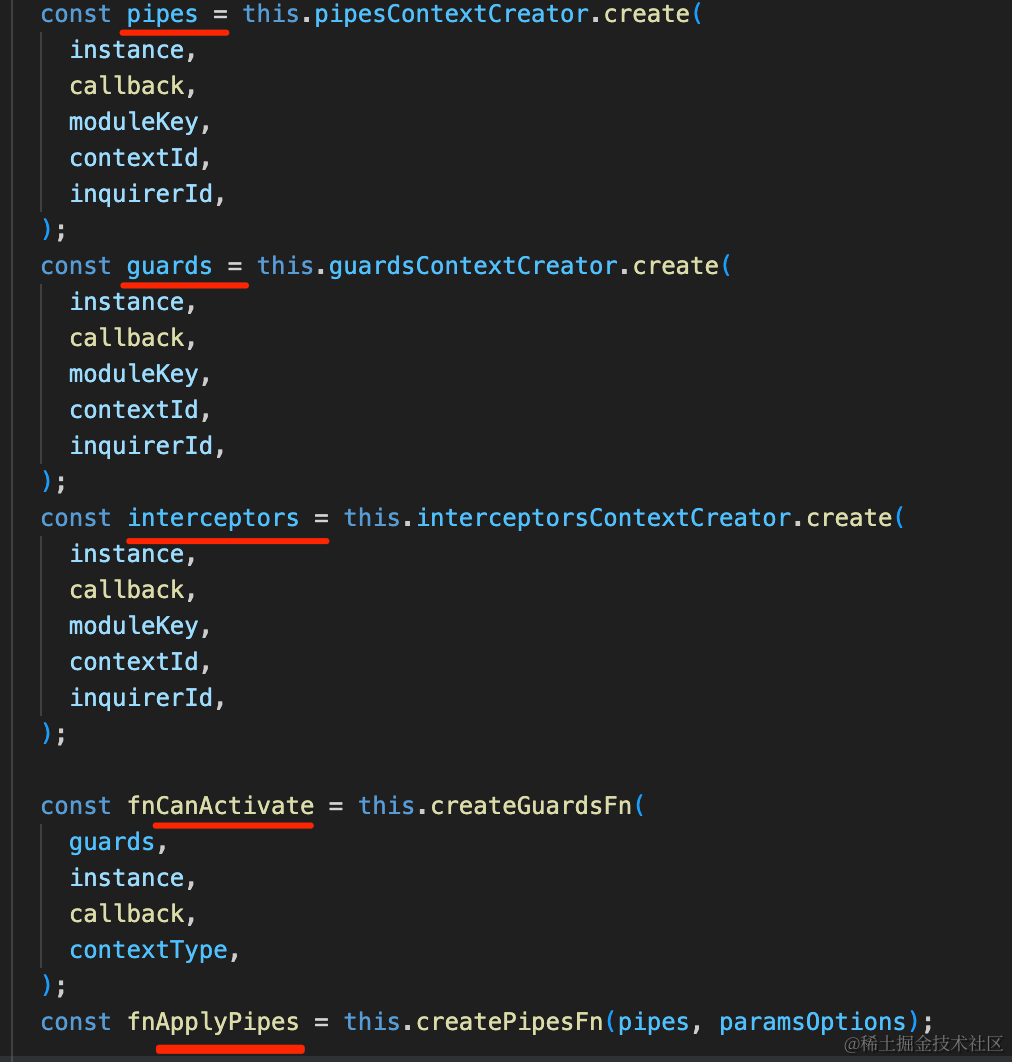 const pipes = this.pipesContextCreator.create(
  instance,
  callback,
  moduleKey,
  contextId,
  inquirerId,
);
const guards = this.guardsContextCreator.create(
  instance,
  callback,
  moduleKey,
  contextId,
  inquirerId,
);
const interceptors = this.interceptorsContextCreator.create(
  instance,
  callback,
  moduleKey,
  contextId,
  inquirerId,
);

const fnCanActivate = this.createGuardsFn(
  guards,
  instance,
  callback,
  contextType,
);
const fnApplyPipes = this.createPipesFn(pipes, paramsOptions);
@稀土掘金技术社区